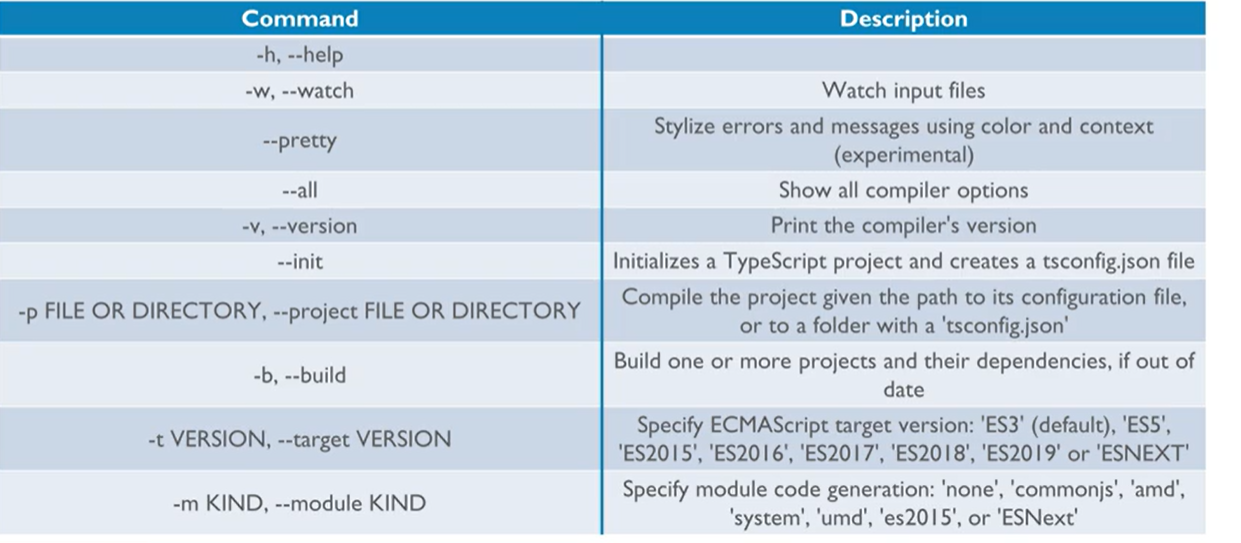 Command Description
-h, --help
-w, --watch Watch input files
--pretty Stylize errors and messages using color and context
(experimental)
--all Show all compiler options
-v, --version Print the compiler's version
--init Initializes a TypeScript project and creates a tsconfig.json file
-p FILE OR DIRECTORY, --project FILE OR DIRECTORY Compile the project given the path to its configuration file,
or to a folder with a 'tsconfig.json'
-b, --build Build one or more projects and their dependencies, if out of
date
-t VERSION, --target VERSION Specify ECMAScript target version: 'ES3' (default), 'ES5',
'ES2015', 'ES2016', 'ES2017', 'ES2018', 'ES2019' or 'ESNEXT'
-m KIND, --module KIND Specify module code generation: 'none', 'commonjs', 'amd',
'system', 'umd', 'es2015', or 'ESNext'